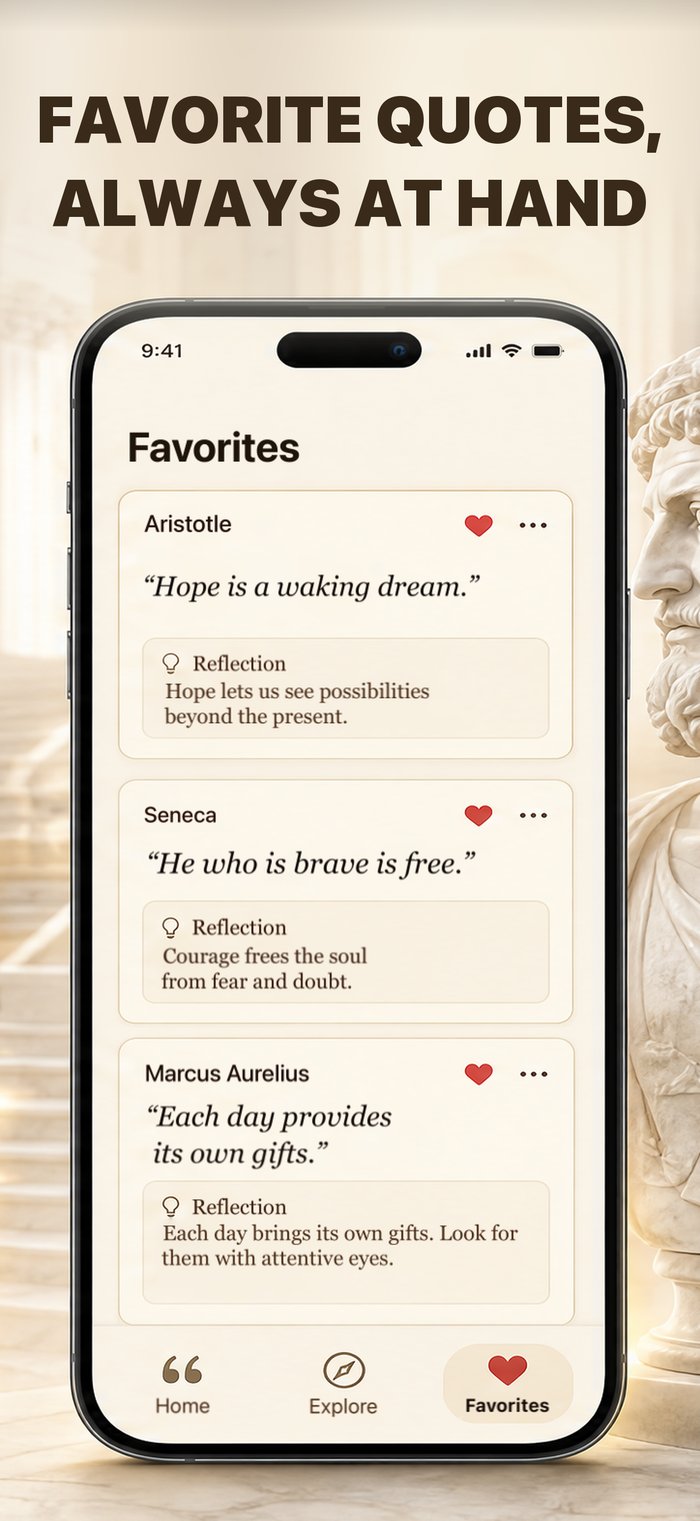 FAVORITE QUOTES,
ALWAYS AT HAND
9:41
Favorites
Aristotle
“Hope is a waking dream.”
Reflection
Hope lets us see possibilities
beyond the present.
Seneca
“He who is brave is free.”
Reflection
Courage frees the soul
from fear and doubt.
Marcus Aurelius
“Each day provides
its own gifts.”
Reflection
Each day brings its own gifts. Look for
them with attentive eyes.
Home
Explore
Favorites